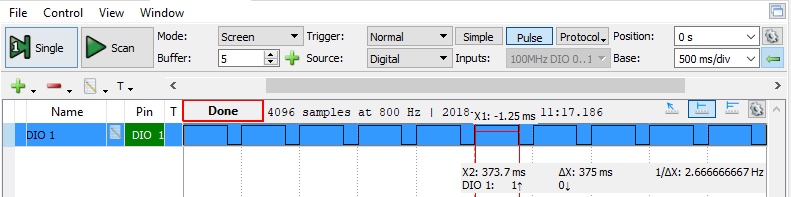 File Control View Window
Single Scan Mode: Screen Trigger: Normal Simple Pulse Protocol Position: 0 s
Buffer: 5 Source: Digital Inputs: 100MHz DIO 0..1 Base: 500 ms/div
T
Name Pin T Done 4096 samples at 800 Hz | 2018- 11:17.186
X1: -1.25 ms
DIO 1 DIO 1
X2: 373.7 ms ΔX: 375 ms 1/ΔX: 2.666666667 Hz
DIO 1: 1↑ 0↓